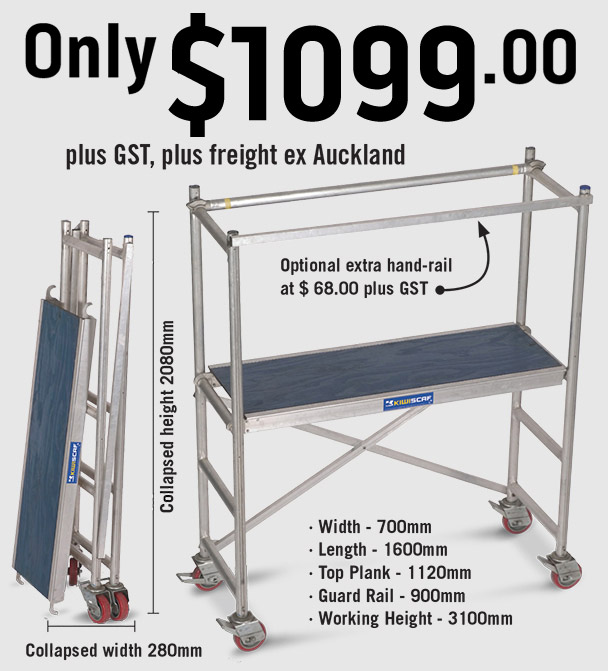 Only $1099.00
plus GST, plus freight ex Auckland
Optional extra hand-rail
at $ 68.00 plus GST
Collapsed height 2080mm
KIWISCAF
KIWISCAF
· Width - 700mm
· Length - 1600mm
· Top Plank - 1120mm
· Guard Rail - 900mm
· Working Height - 3100mm
Collapsed width 280mm